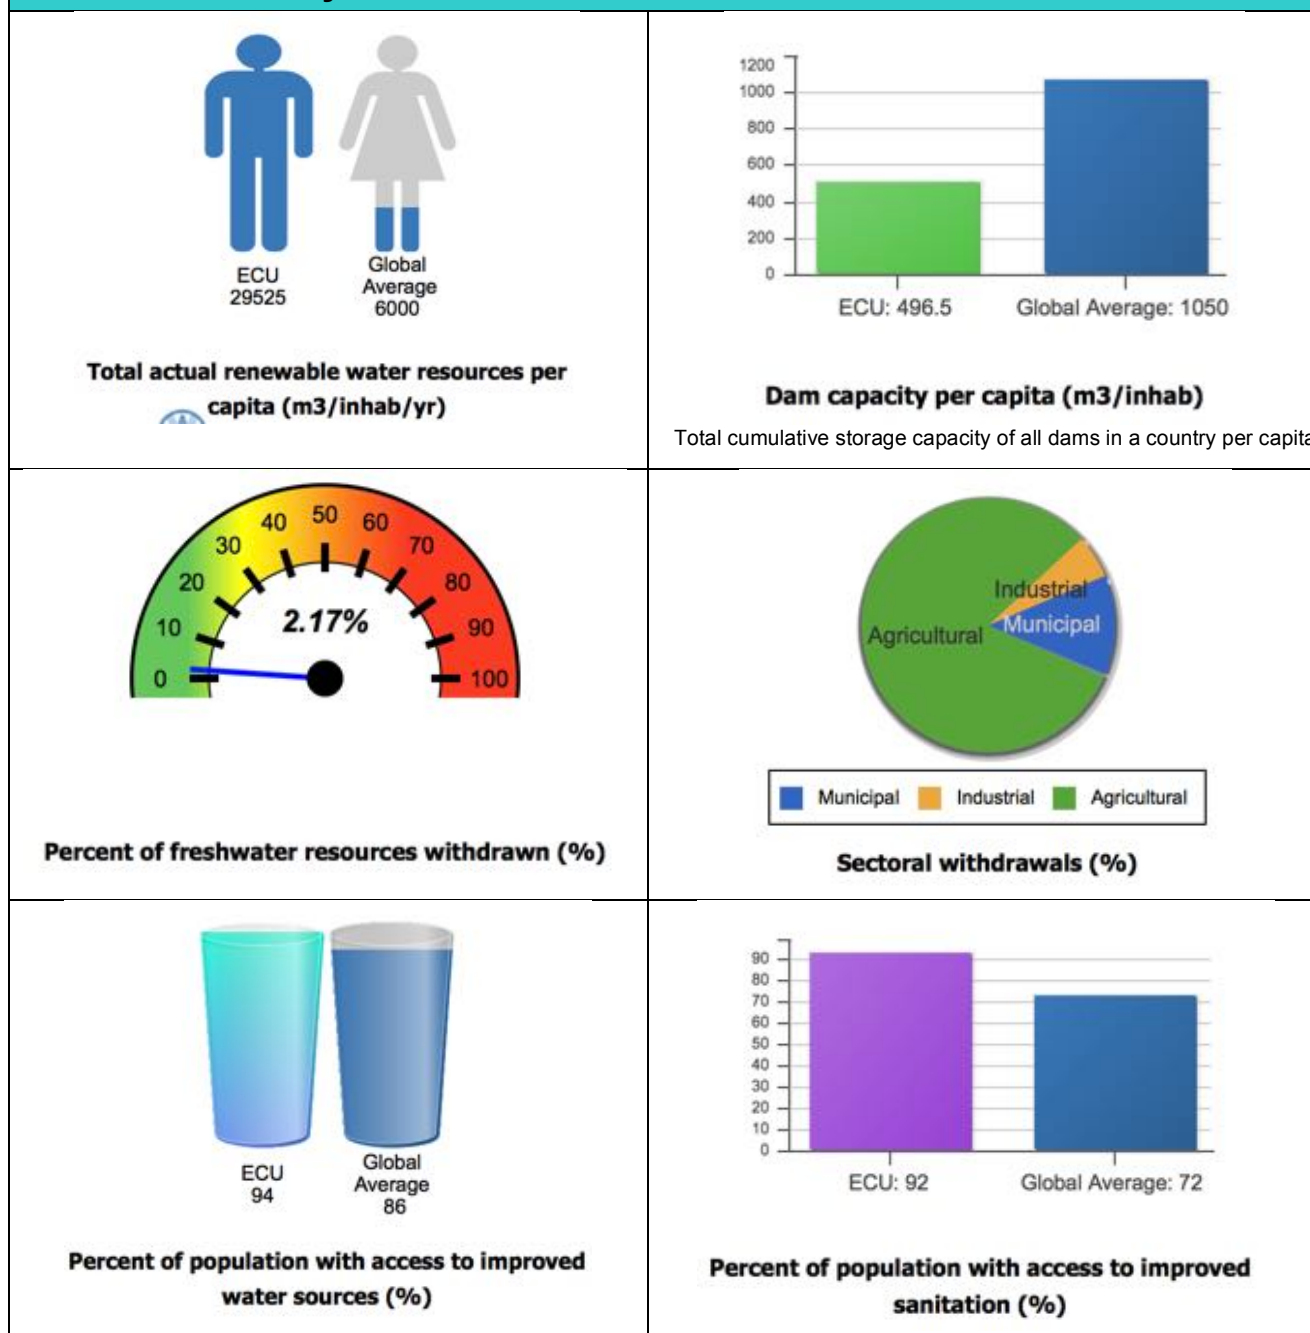 ECU
29525
Global
Average
6000
Total actual renewable water resources per
capita (m3/inhab/yr)
1200
1000
800
600
400
200
0
ECU: 496.5
Global Average: 1050
Dam capacity per capita (m3/inhab)
Total cumulative storage capacity of all dams in a country per capita
0
10
20
30
40
50
60
70
80
90
100
2.17%
Percent of freshwater resources withdrawn (%)
Industrial
Municipal
Agricultural
Municipal
Industrial
Agricultural
Sectoral withdrawals (%)
ECU
94
Global
Average
86
Percent of population with access to improved
water sources (%)
90
80
70
60
50
40
30
20
10
0
ECU: 92
Global Average: 72
Percent of population with access to improved
sanitation (%)